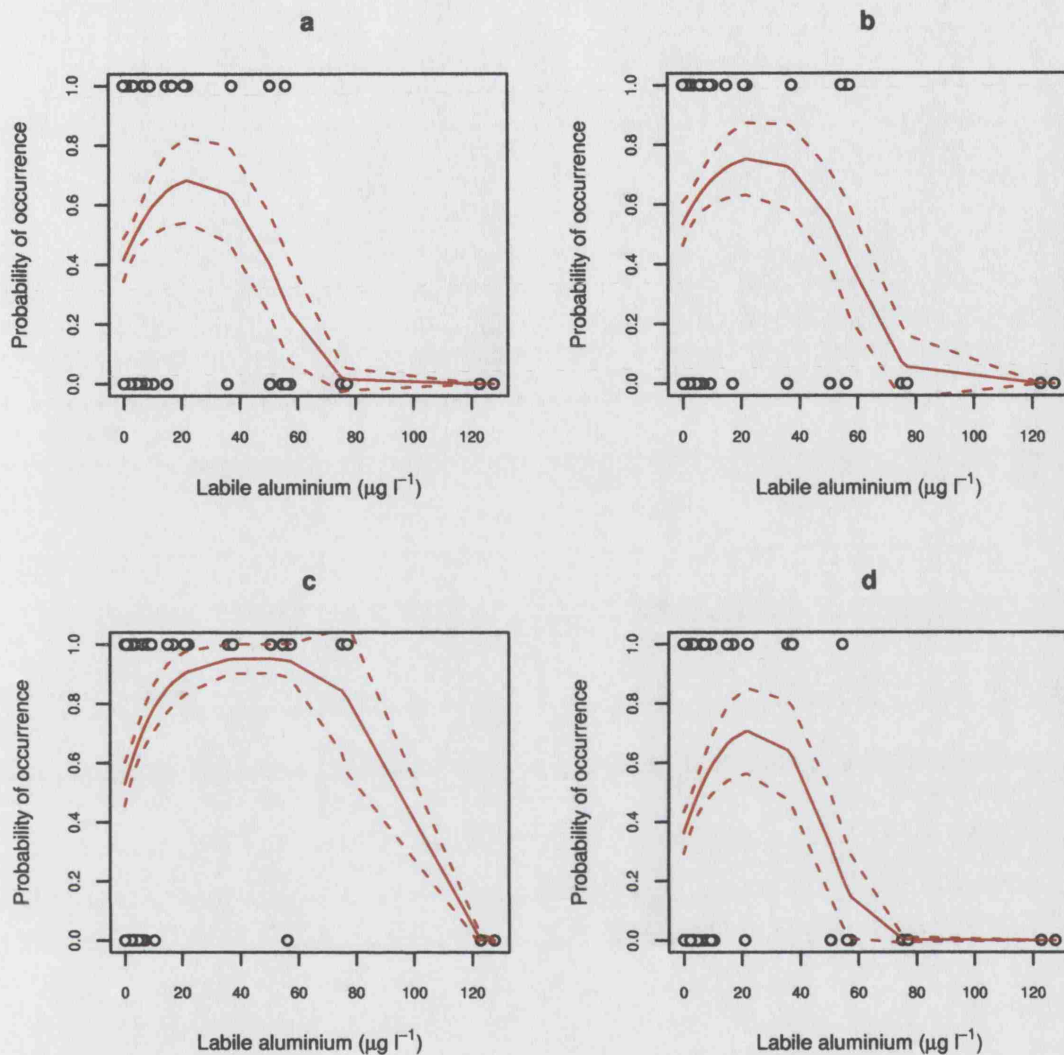 a
Probability of occurrence
1.0
0.8
0.6
0.4
0.2
0.0
0 20 40 60 80 100 120
Labile aluminium (µg l⁻¹)
b
Probability of occurrence
1.0
0.8
0.6
0.4
0.2
0.0
0 20 40 60 80 100 120
Labile aluminium (µg l⁻¹)
c
Probability of occurrence
1.0
0.8
0.6
0.4
0.2
0.0
0 20 40 60 80 100 120
Labile aluminium (µg l⁻¹)
d
Probability of occurrence
1.0
0.8
0.6
0.4
0.2
0.0
0 20 40 60 80 100 120
Labile aluminium (µg l⁻¹)